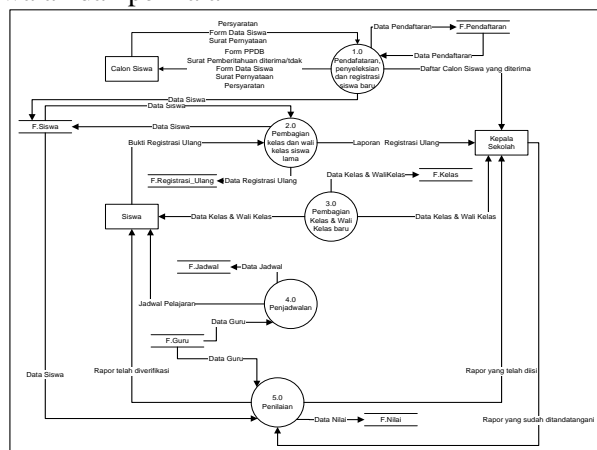 Persyaratan
Form Data Siswa
Surat Pernyataan
Data Pendaftaran
F.Pendaftaran
Calon Siswa
Form PPDB
Surat Pemberitahuan diterima/tdak
Form Data Siswa
Surat Pernyataan
Persyratan
1.0
Pendafataran,
penyeleksian
dan registrasi
siswa baru
Data Pendaftaran
Daftar Calon Siswa yang diterima
Data Siswa
Data Siswa
F.Siswa
Data Siswa
2.0
Pembagian
kelas dan wali
kelas siswa
lama
Bukti Registrasi Ulang
Laporan Registrasi Ulang
Kepala
Sekolah
F.Registrasi_Ulang
Data Registrasi Ulang
Data Kelas & WaliKelas
F.Kelas
Siswa
Data Kelas & Wali Kelas
3.0
Pembagian
Kelas & Wali
Kelas baru
Data Kelas & Wali Kelas
F.Jadwal
Data Jadwal
Jadwal Pelajaran
4.0
Penjadwalan
Data Guru
F.Guru
Data Guru
Data Siswa
Rapor telah diverifikasi
Rapor yang telah diisi
5.0
Penilaian
Data Nilai
F.Nilai
Rapor yang sudah ditandatangani